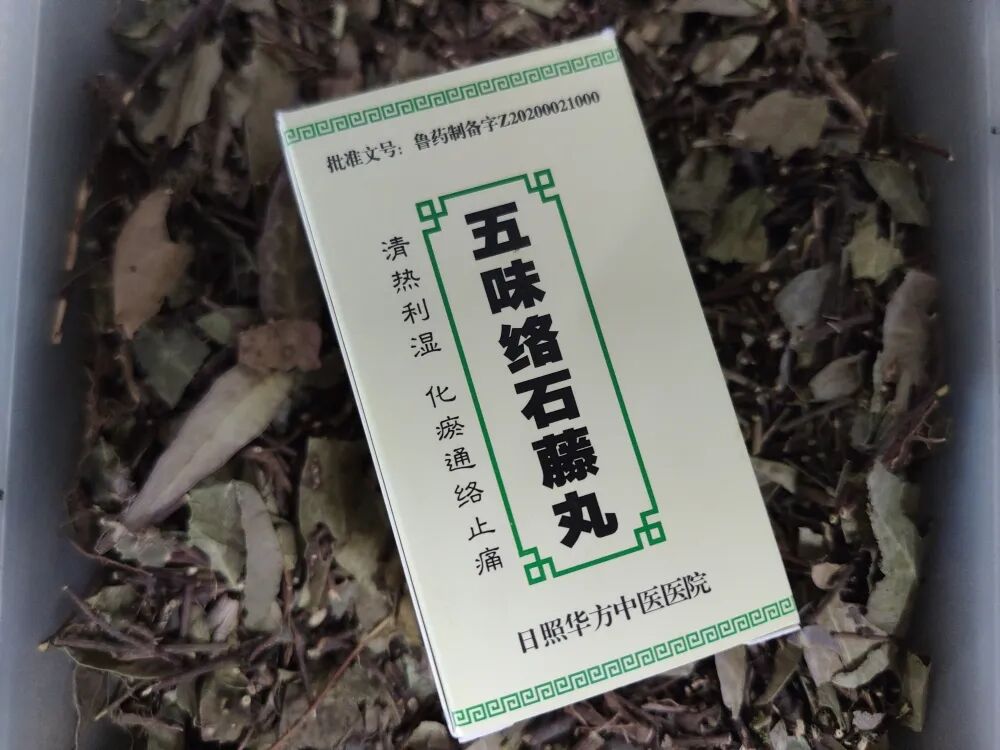 批准文号：鲁药制备字Z20200021000
五味络石藤丸
清热利湿 化瘀通络止痛
日照华方中医医院